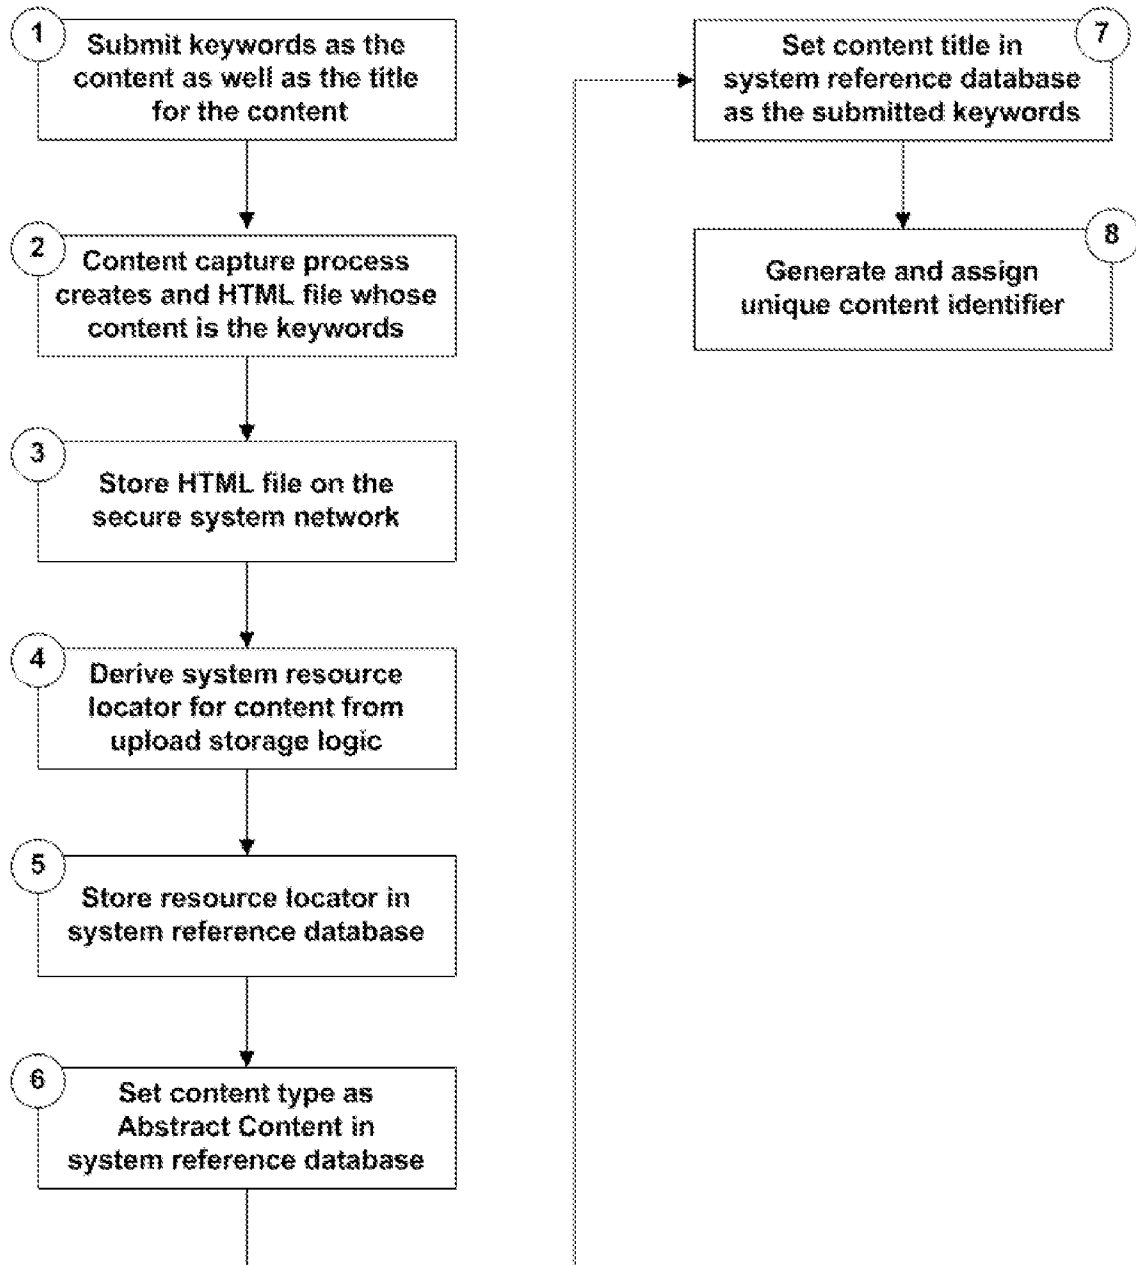 1
Submit keywords as the
content as well as the title
for the content
2
Content capture process
creates and HTML file whose
content is the keywords
3
Store HTML file on the
secure system network
4
Derive system resource
locator for content from
upload storage logic
5
Store resource locator in
system reference database
6
Set content type as
Abstract Content in
system reference database
7
Set content title in
system reference database
as the submitted keywords
8
Generate and assign
unique content identifier